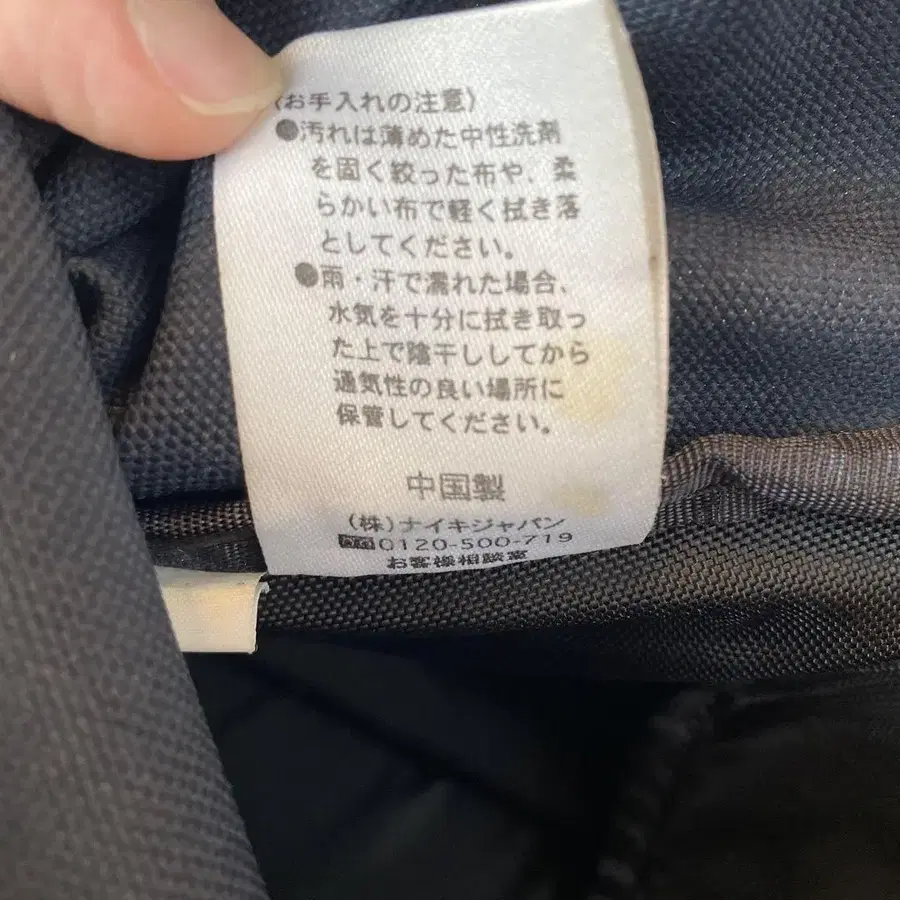 〈お手入れの注意〉
●汚れは薄めた中性洗剤
を固く絞った布や、柔
らかい布で軽く拭き落
としてください。
●雨・汗で濡れた場合、
水気を十分に拭き取っ
た上で陰干ししてから
通気性の良い場所に
保管してください。
中国製
(株)ナイキジャパン
0120-500-719
お客様相談室